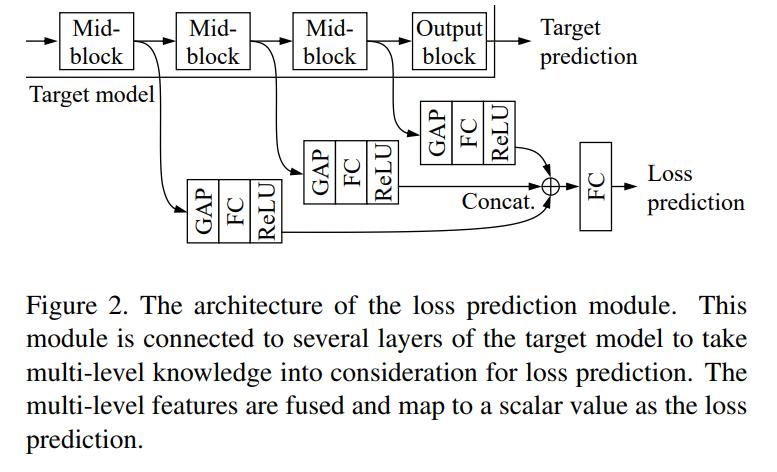 Mid-
block
Mid-
block
Mid-
block
Output
block
Target
prediction
Target model
GAP
FC
ReLU
GAP
FC
ReLU
GAP
FC
ReLU
Concat.
FC
Loss
prediction
Figure 2. The architecture of the loss prediction module. This
module is connected to several layers of the target model to take
multi-level knowledge into consideration for loss prediction. The
multi-level features are fused and map to a scalar value as the loss
prediction.